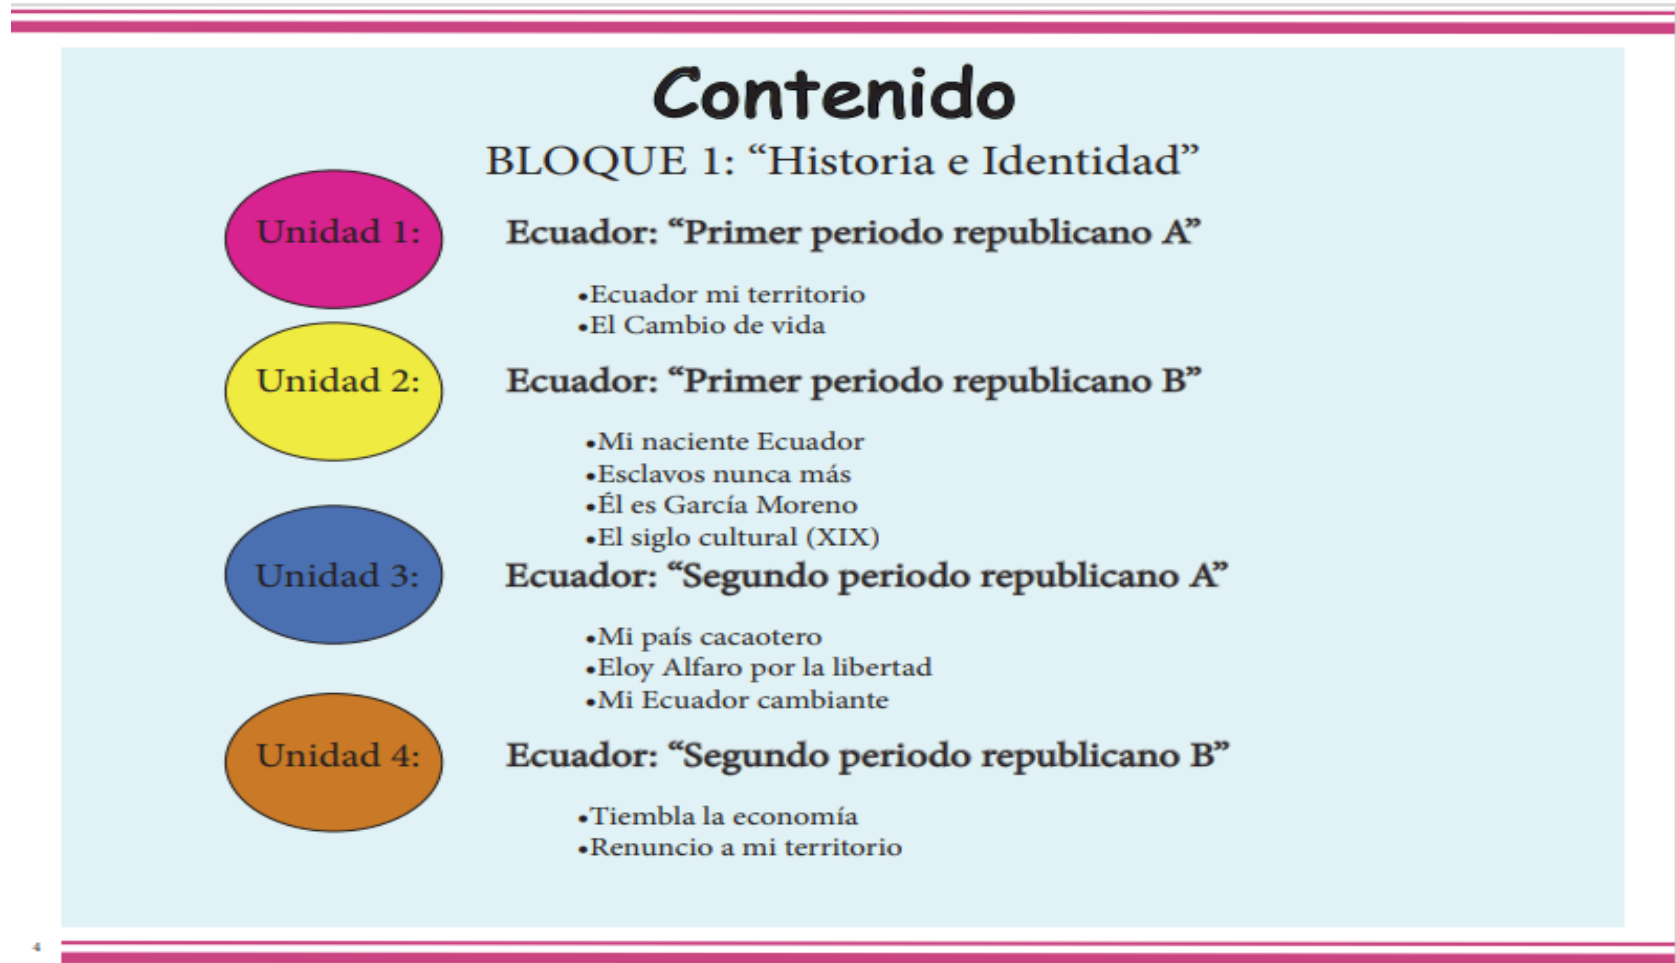 Contenido
BLOQUE 1: “Historia e Identidad”
Unidad 1:
Ecuador: “Primer periodo republicano A”
•Ecuador mi territorio
•El Cambio de vida
Unidad 2:
Ecuador: “Primer periodo republicano B”
•Mi naciente Ecuador
•Esclavos nunca más
•Él es García Moreno
•El siglo cultural (XIX)
Unidad 3:
Ecuador: “Segundo periodo republicano A”
•Mi país cacaotero
•Eloy Alfaro por la libertad
•Mi Ecuador cambiante
Unidad 4:
Ecuador: “Segundo periodo republicano B”
•Tiembla la economía
•Renuncio a mi territorio
4